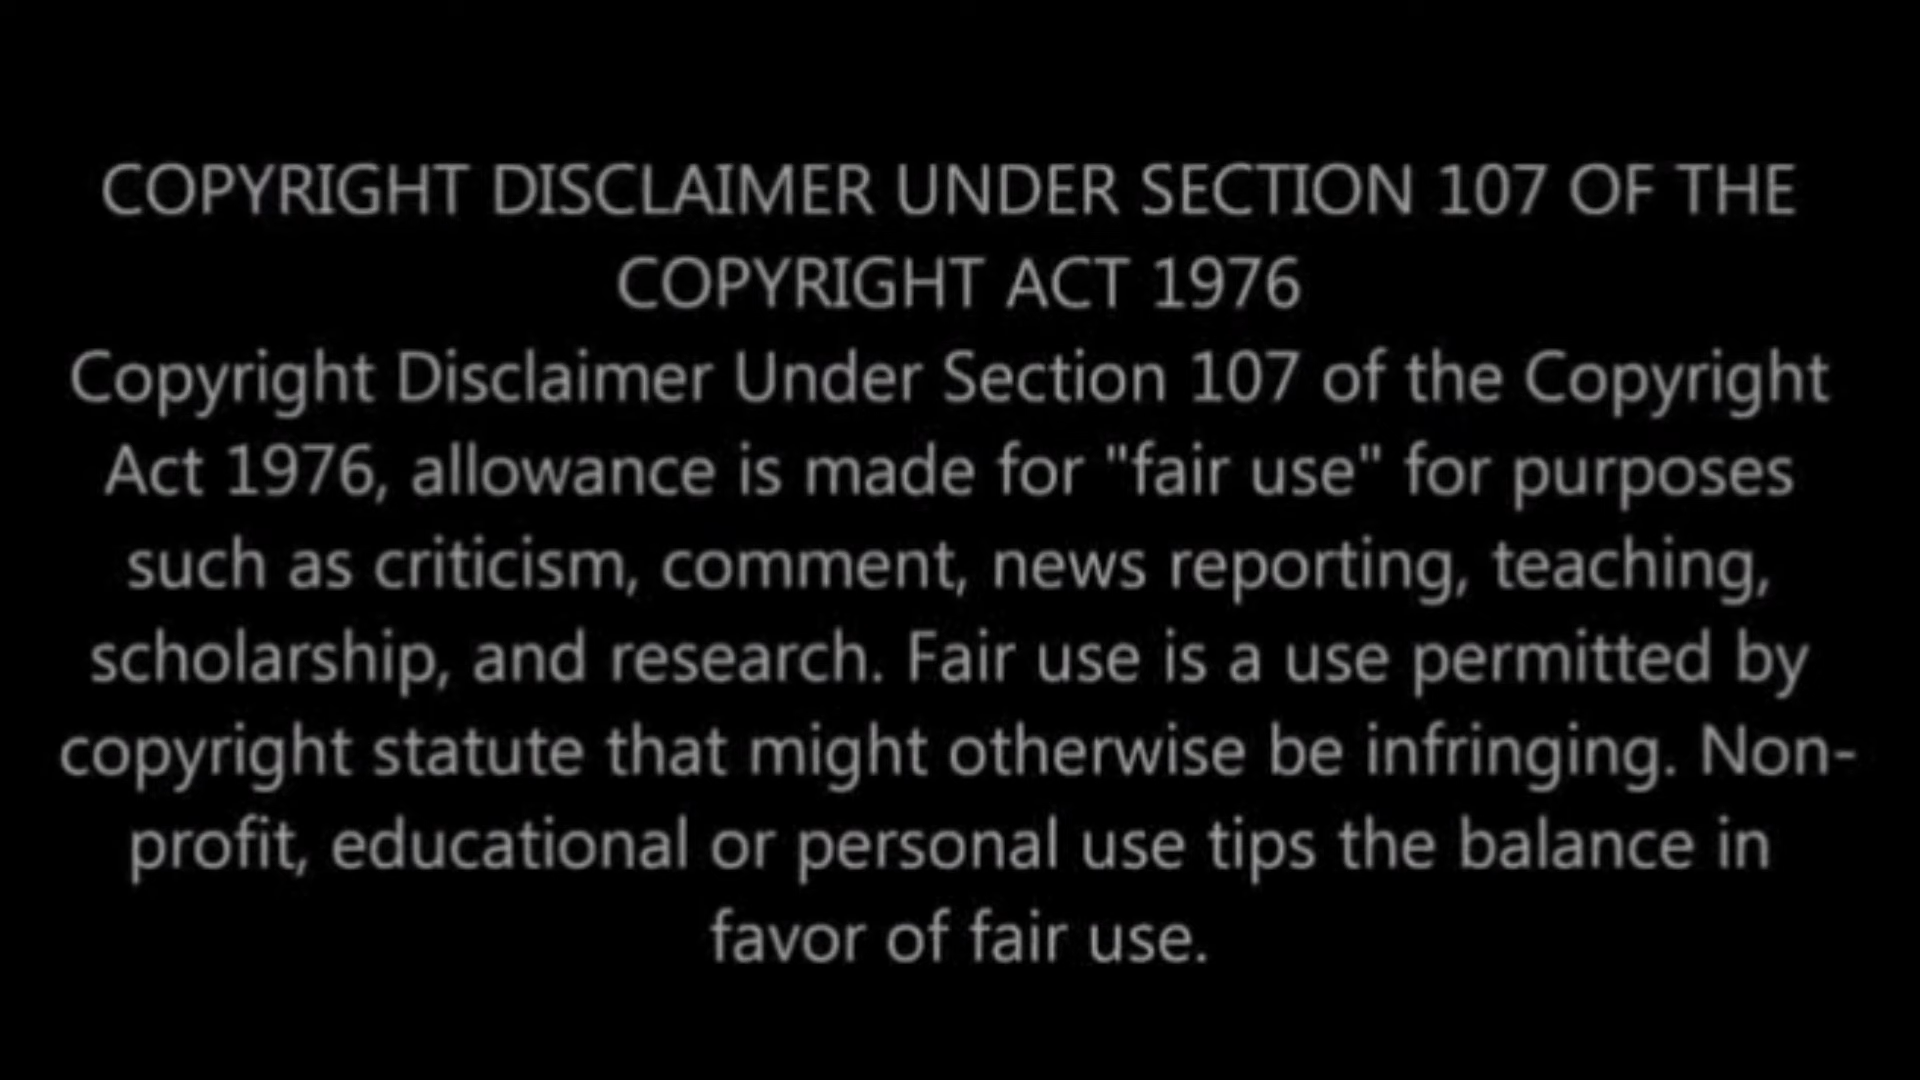 COPYRIGHT DISCLAIMER UNDER SECTION 107 OF THE
COPYRIGHT ACT 1976
Copyright Disclaimer Under Section 107 of the Copyright
Act 1976, allowance is made for "fair use" for purposes
such as criticism, comment, news reporting, teaching,
scholarship, and research. Fair use is a use permitted by
copyright statute that might otherwise be infringing. Non-
profit, educational or personal use tips the balance in
favor of fair use.